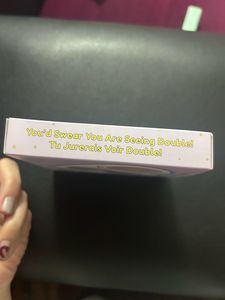 You'd Swear You Are Seeing Double!
Tu Jurerais Voir Double!